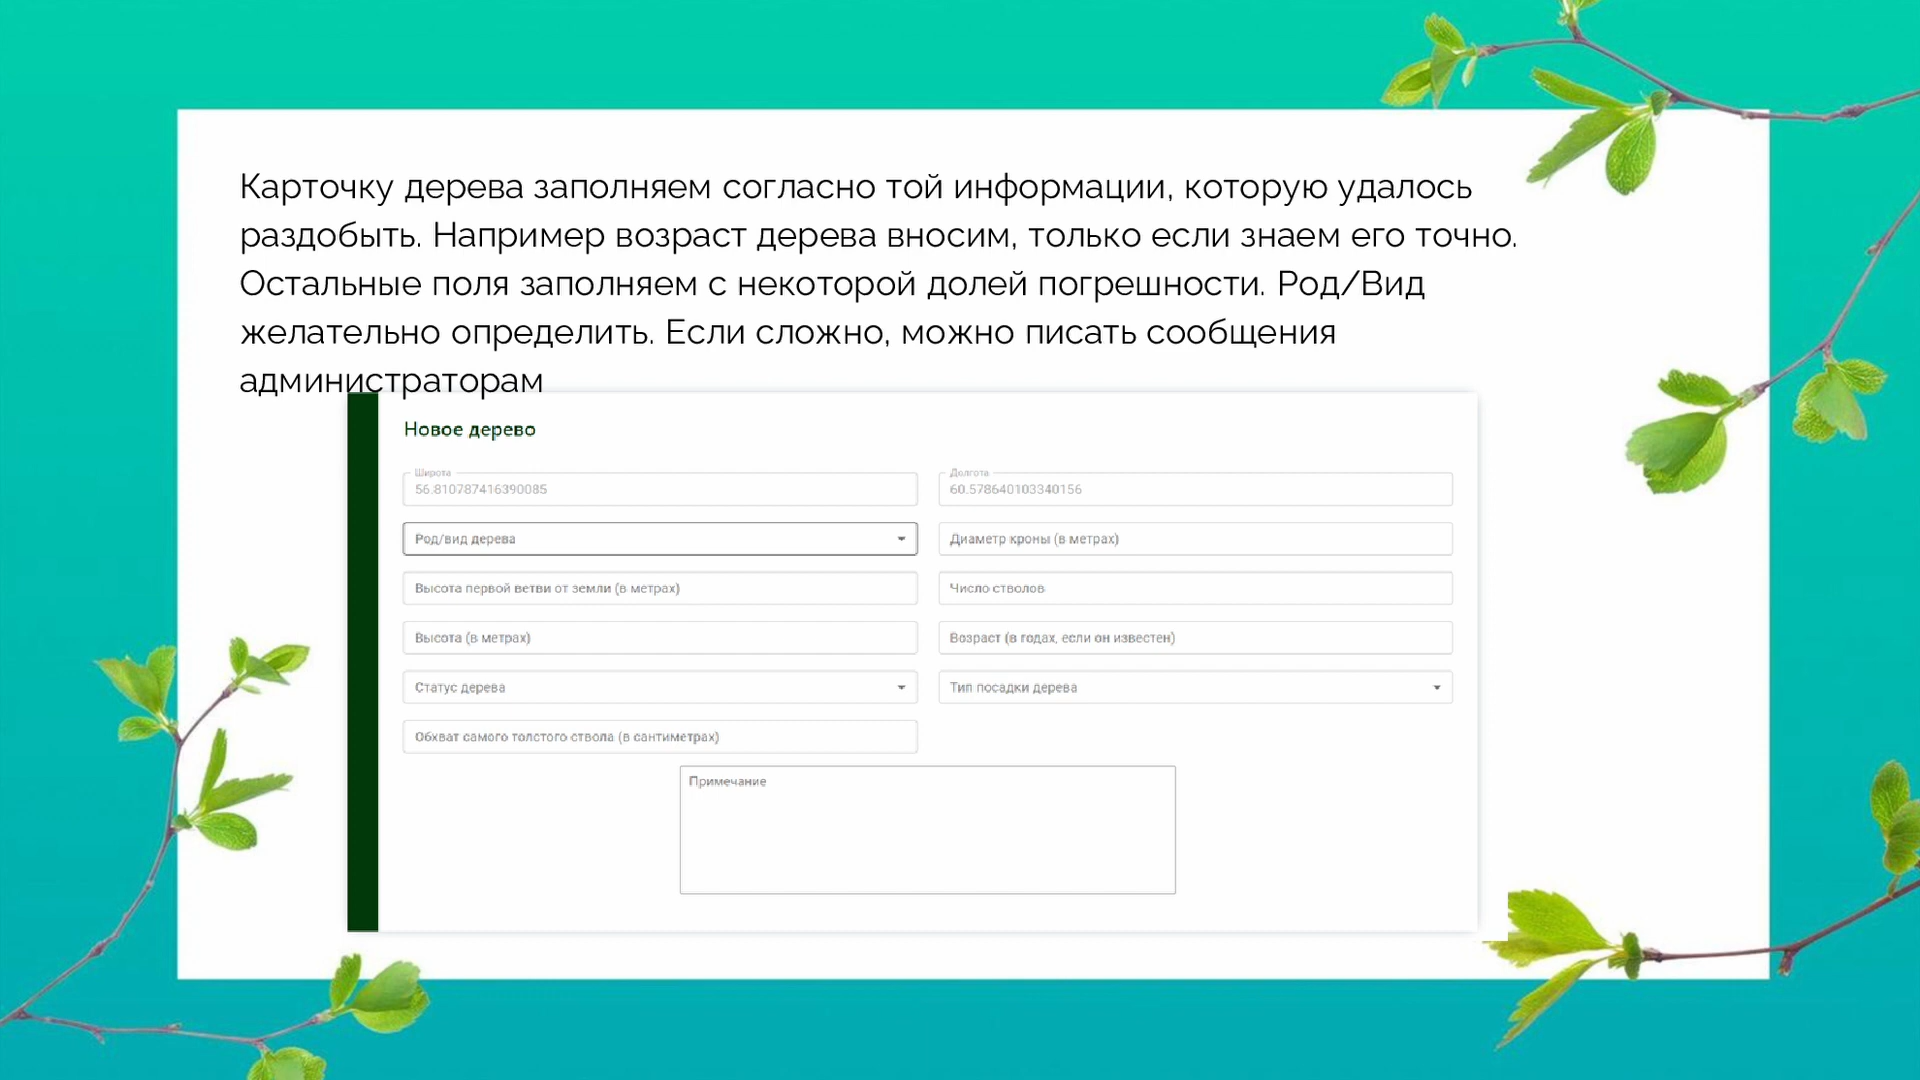 Карточку дерева заполняем согласно той информации, которую удалось
раздобыть. Например возраст дерева вносим, только если знаем его точно.
Остальные поля заполняем с некоторой долей погрешности. Род/Вид
желательно определить. Если сложно, можно писать сообщения
администраторам
Новое дерево
Широта
56.810787416390085
Долгота
60.578640103340156
Род/вид дерева
Диаметр кроны (в метрах)
Высота первой ветви от земли (в метрах)
Число стволов
Высота (в метрах)
Возраст (в годах, если он известен)
Статус дерева
Тип посадки дерева
Обхват самого толстого ствола (в сантиметрах)
Примечание